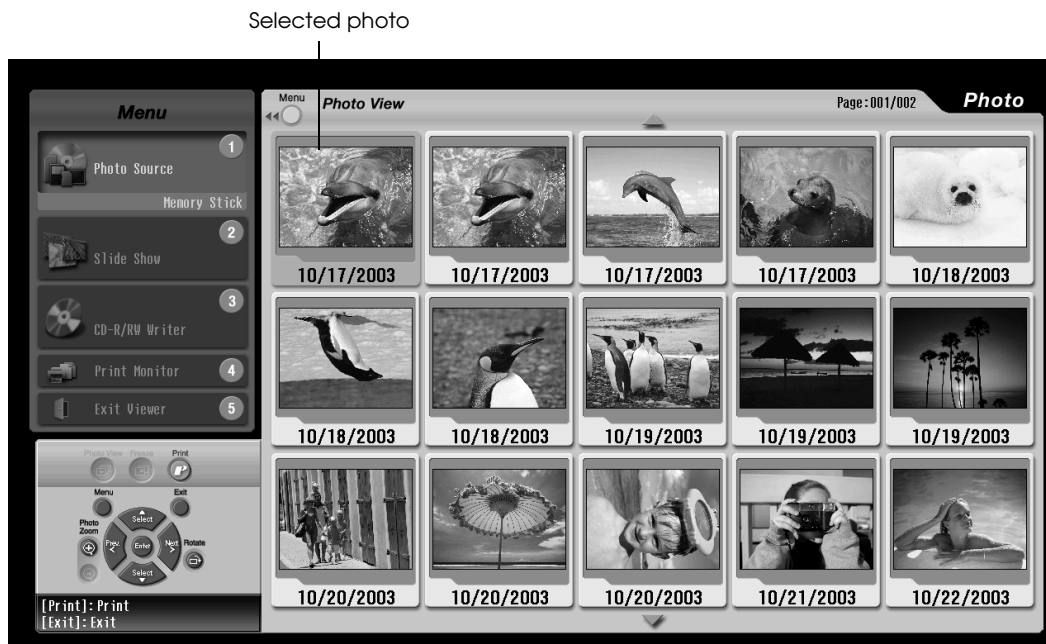 Selected photo
Menu
Photo Source
1
Memory Stick
Slide Show
2
CD-R/RW Writer
3
Print Monitor
4
Exit Viewer
5
Photo View
Freeze
Print
Menu
Exit
Photo Zoom
Select
Prev.
Enter
Next
Rotate
Select
[Print]: Print
[Exit]: Exit
Menu
Photo View
Page:001/002
Photo
10/17/2003 10/17/2003 10/17/2003 10/17/2003 10/18/2003
10/18/2003 10/18/2003 10/19/2003 10/19/2003 10/19/2003
10/20/2003 10/20/2003 10/20/2003 10/21/2003 10/22/2003